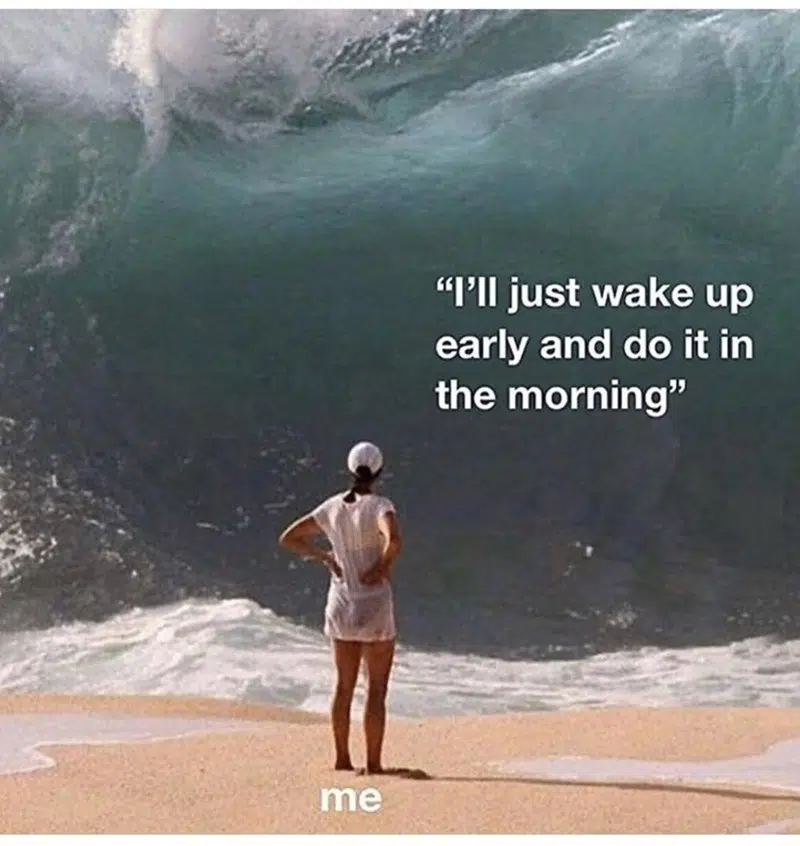 “I’ll just wake up
early and do it in
the morning”
me